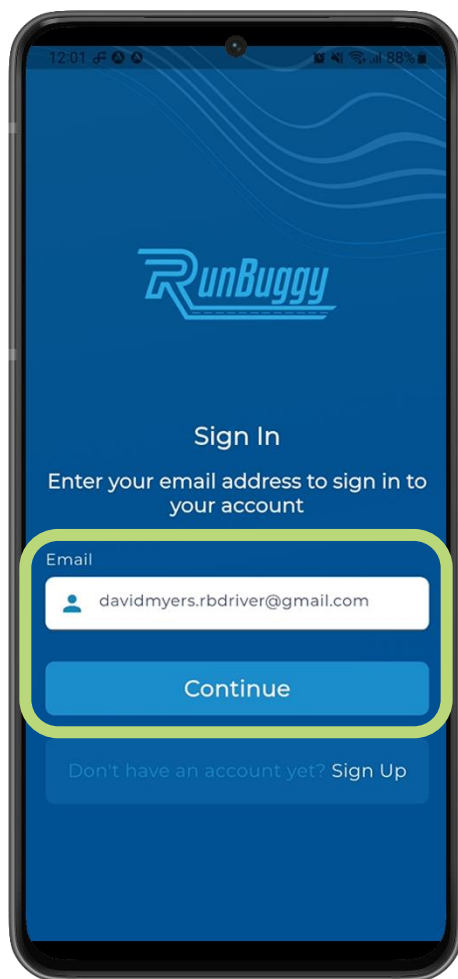 12:01 88%
RunBuggy
Sign In
Enter your email address to sign in to
your account
Email
davidmyers.rbdriver@gmail.com
Continue
Don't have an account yet? Sign Up